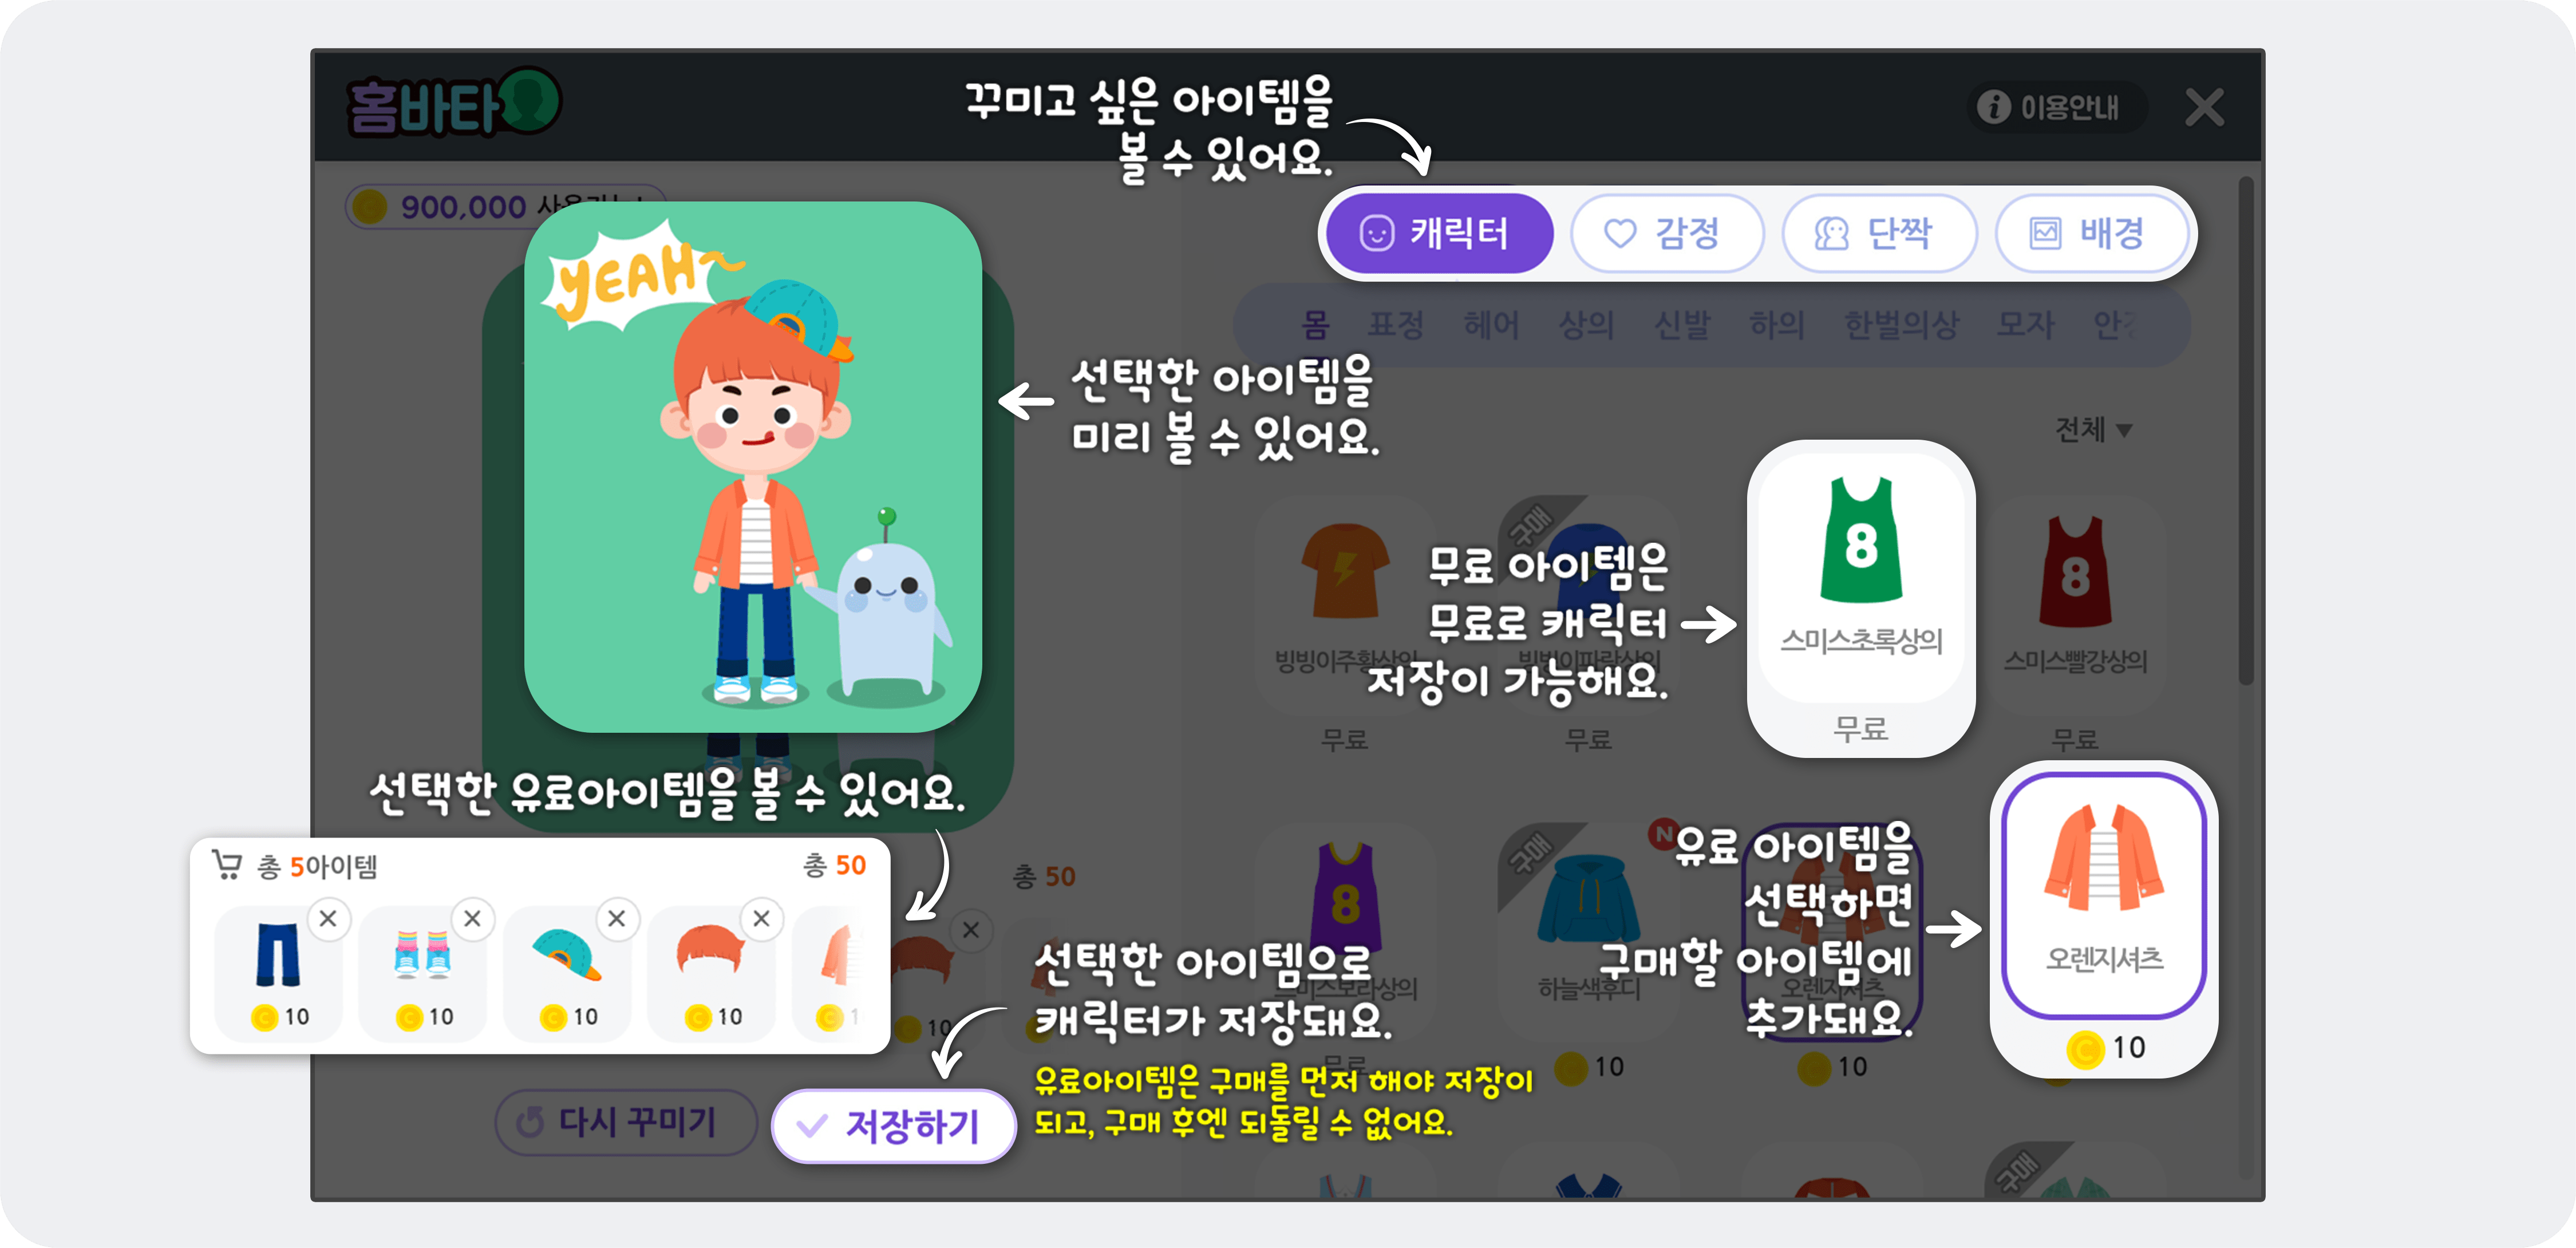 홈바타
꾸미고 싶은 아이템을
볼 수 있어요.
이용안내
900,000
캐릭터 감정 단짝 배경
YEAH~
몸 표정 헤어 상의 신발 하의 한벌의상 모자
선택한 아이템을
미리 볼 수 있어요.
전체
구매
8
8
무료 아이템은
무료로 캐릭터
저장이 가능해요.
빙빙이주황상의
빙빙이파랑상의
스미스초록상의
스미스빨강상의
무료
무료
무료
무료
선택한 유료아이템을 볼 수 있어요.
총 5아이템
총 50
총 50
10
10
10
10
1
10
8
구매
N
유료 아이템을
선택하면
구매할 아이템에
추가돼요.
스미스보라상의
하늘색후디
오렌지셔츠
오렌지셔츠
무료
10
10
10
선택한 아이템으로
캐릭터가 저장돼요.
유료아이템은 구매를 먼저 해야 저장이
되고, 구매 후엔 되돌릴 수 없어요.
다시 꾸미기
저장하기
구매